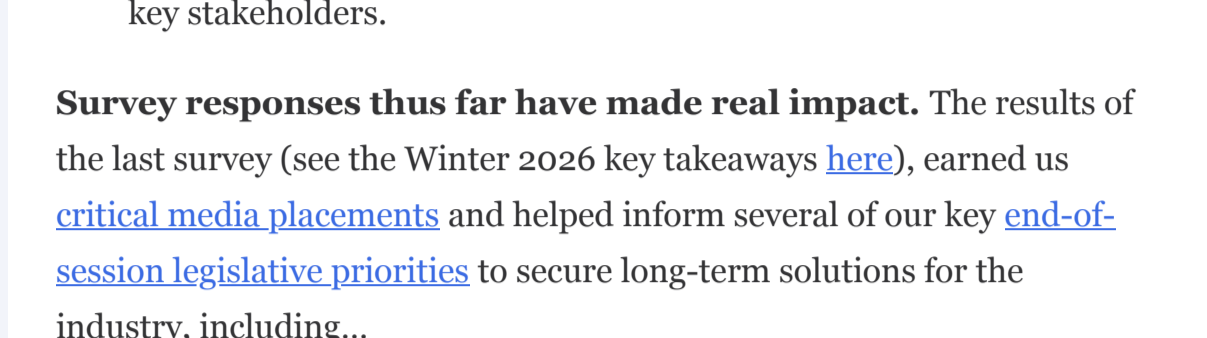 key stakeholders.
Survey responses thus far have made real impact. The results of
the last survey (see the Winter 2026 key takeaways here), earned us
critical media placements and helped inform several of our key end-of-
session legislative priorities to secure long-term solutions for the
industry, including...